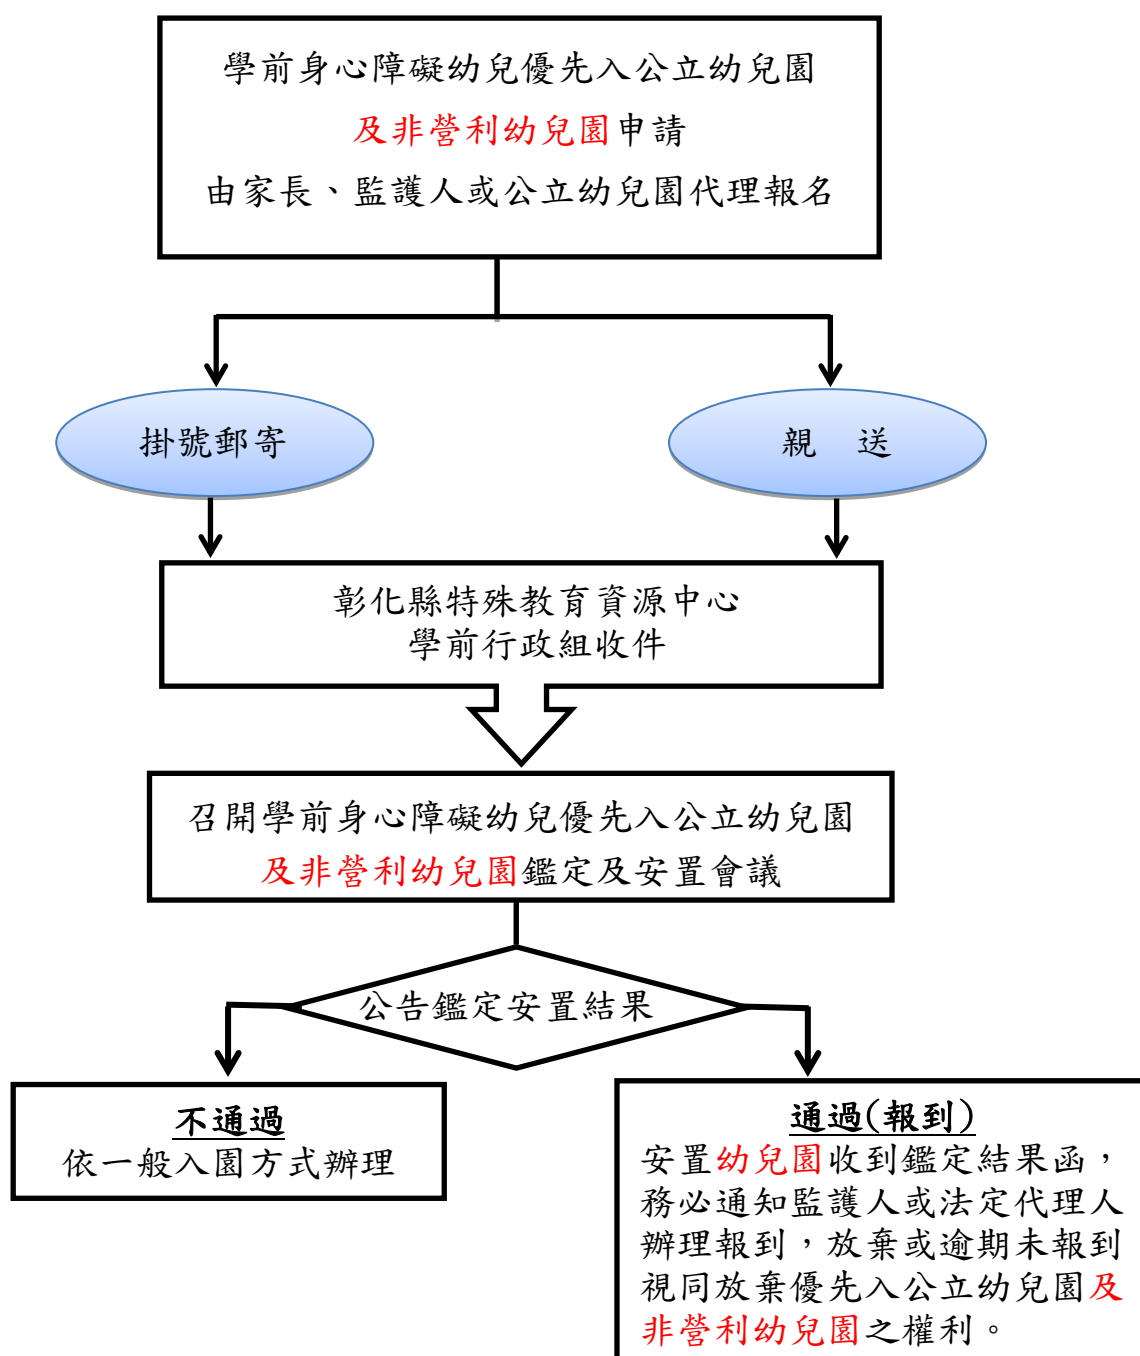 學前身心障礙幼兒優先入公立幼兒園
及非營利幼兒園申請
由家長、監護人或公立幼兒園代理報名
掛號郵寄
親　送
彰化縣特殊教育資源中心
學前行政組收件
召開學前身心障礙幼兒優先入公立幼兒園
及非營利幼兒園鑑定及安置會議
公告鑑定安置結果
不通過
依一般入園方式辦理
通過(報到)
安置幼兒園收到鑑定結果函，
務必通知監護人或法定代理人
辦理報到，放棄或逾期未報到
視同放棄優先入公立幼兒園及
非營利幼兒園之權利。